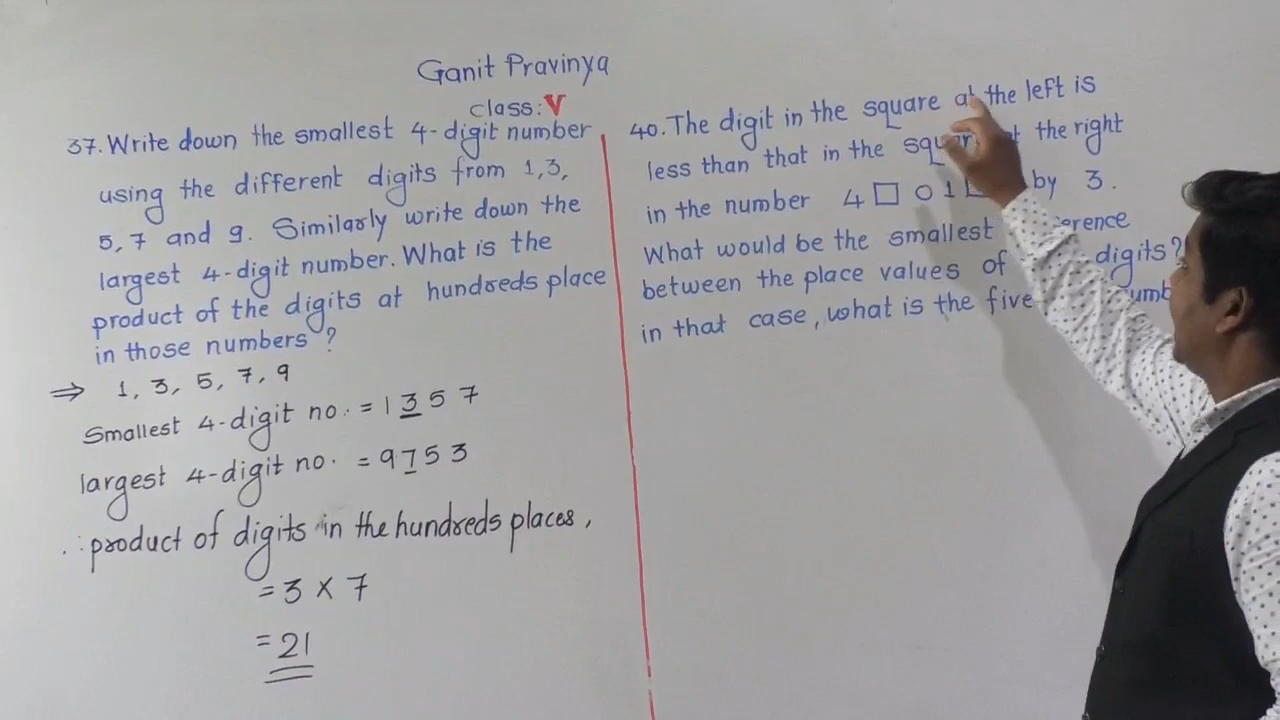 Ganit Pravinya
class: V
37. Write down the smallest 4-digit number
using the different digits from 1,3,
5, 7 and 9. Similarly write down the
largest 4-digit number. What is the
product of the digits at hundreds place
in those numbers?
⇒ 1, 3, 5, 7, 9
Smallest 4-digit no. = 1357
largest 4-digit no. = 9753
∴ product of digits in the hundreds places,
= 3 × 7
= 21
40. The digit in the square at the left is
less than that in the square the right
in the number 4 □ 0 1 □ by 3.
What would be the smallest
between the place values of digits?
in that case, what is the five